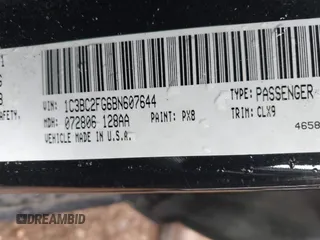 SAFETY.
VIN: 1C3BC2FG6BN607644
TYPE: PASSENGER
MDH: 072806 128AA
PAINT: PX8
TRIM: CLX9
VEHICLE MADE IN U.S.A.
4658
DREAMBID